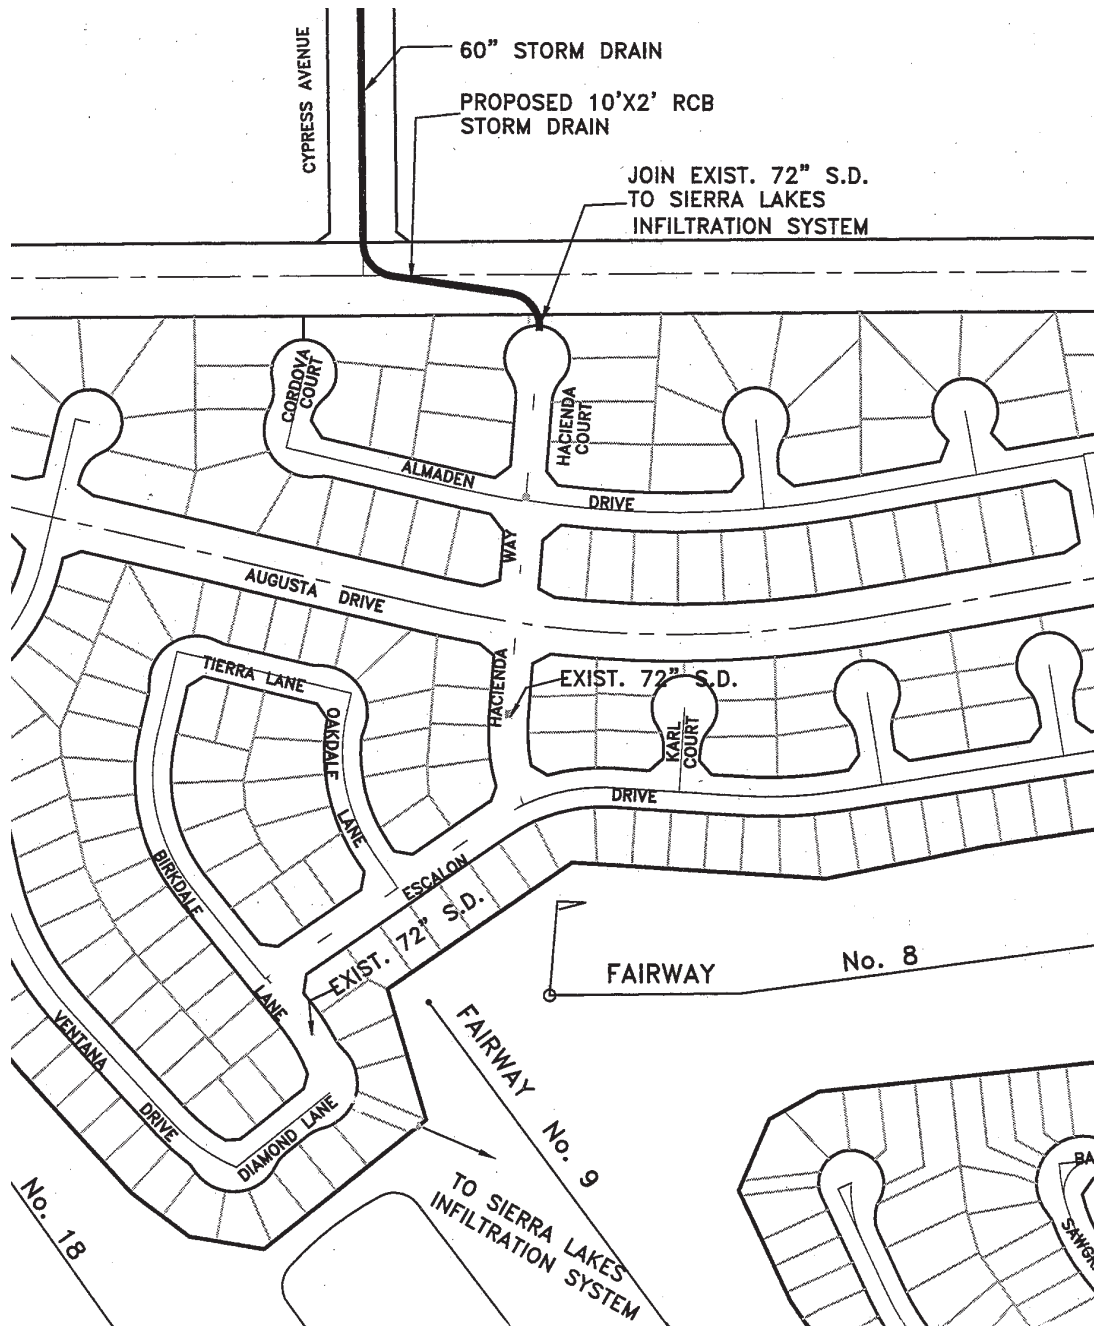 CYPRESS AVENUE
60" STORM DRAIN
PROPOSED 10'X2' RCB
STORM DRAIN
JOIN EXIST. 72" S.D.
TO SIERRA LAKES
INFILTRATION SYSTEM
CORDOVA
COURT
HACIENDA
COURT
ALMADEN
DRIVE
WAY
AUGUSTA DRIVE
HACIENDA
EXIST. 72" S.D.
TIERRA LANE
OAKDALE
LANE
KARL
COURT
DRIVE
ESCALON
BIRKDALE
LANE
EXIST. 72" S.D.
FAIRWAY
No. 8
FAIRWAY
No. 9
VENTANA
DRIVE
DIAMOND LANE
TO SIERRA LAKES
INFILTRATION SYSTEM
No. 18
BA
SAWGR